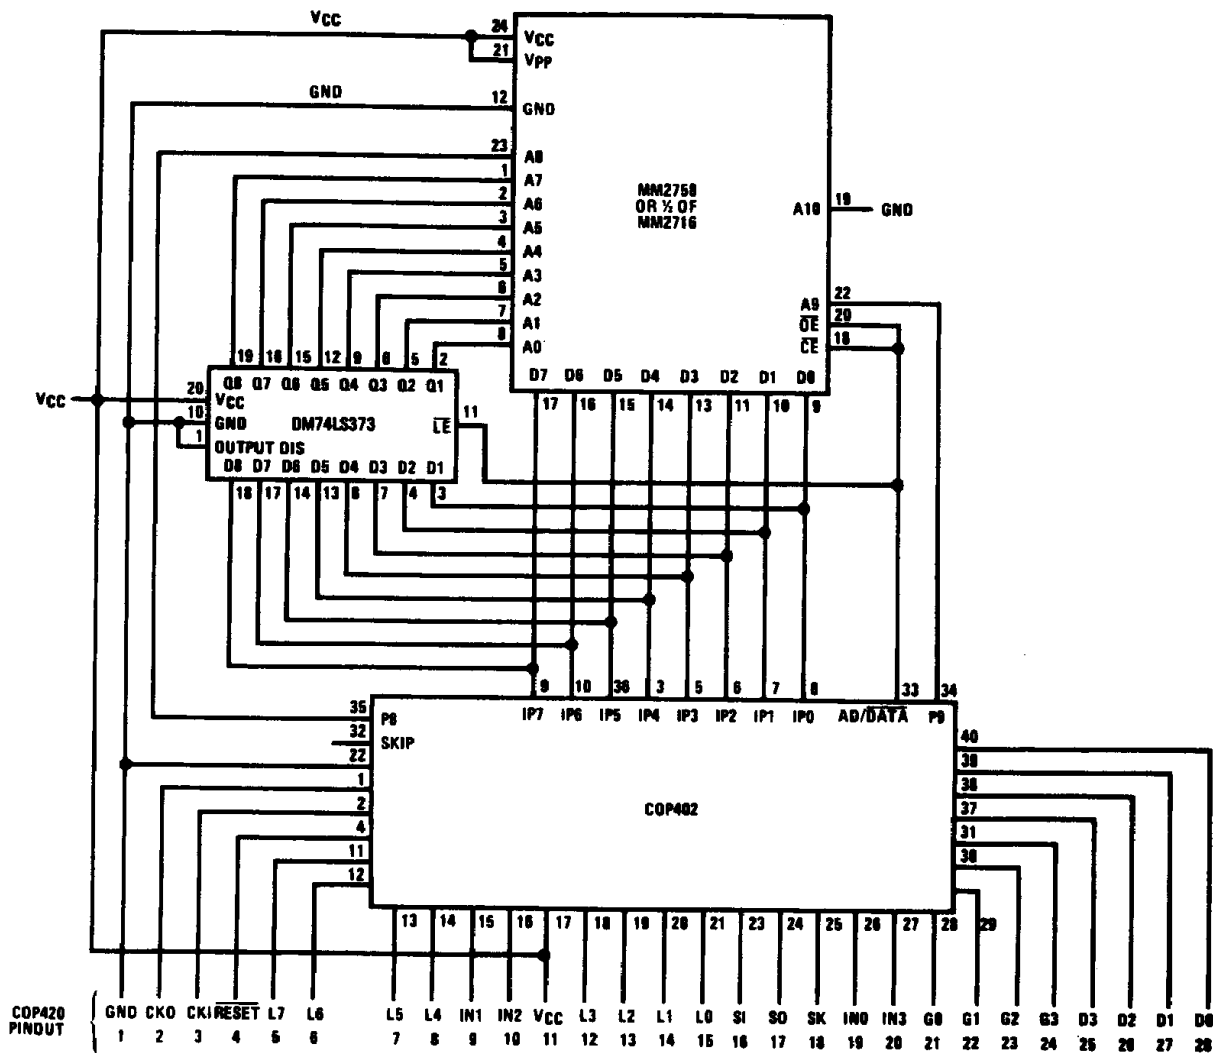 VCC
24 VCC
21 VPP
GND
12 GND
23 A8
1 A7
2 A6
3 A5
4 A4
5 A3
6 A2
7 A1
8 A0
MM2758
OR ½ OF
MM2716
A10 19 GND
A9 22
OE 20
CE 18
D7 D6 D5 D4 D3 D2 D1 D0
17 16 15 14 13 11 10 9
19 16 15 12 9 6 5 2
Q8 Q7 Q6 Q5 Q4 Q3 Q2 Q1
VCC 20 VCC
10 GND
1 OUTPUT DIS
DM74LS373
LE 11
D8 D7 D6 D5 D4 D3 D2 D1
18 17 14 13 8 7 4 3
9 10 36 3 5 6 7 8 33 34
IP7 IP6 IP5 IP4 IP3 IP2 IP1 IP0 AD/DATA P9
35 P8
32 SKIP
22
1
2
4
11
12
COP402
40
39
38
37
31
30
13 14 15 16 17 18 19 20 21 23 24 25 26 27 28 29
COP420
PINOUT
GND CKO CKI RESET L7 L6 L5 L4 IN1 IN2 VCC L3 L2 L1 L0 SI SO SK IN0 IN3 G0 G1 G2 G3 D3 D2 D1 D0
1 2 3 4 5 6 7 8 9 10 11 12 13 14 15 16 17 18 19 20 21 22 23 24 25 26 27 28